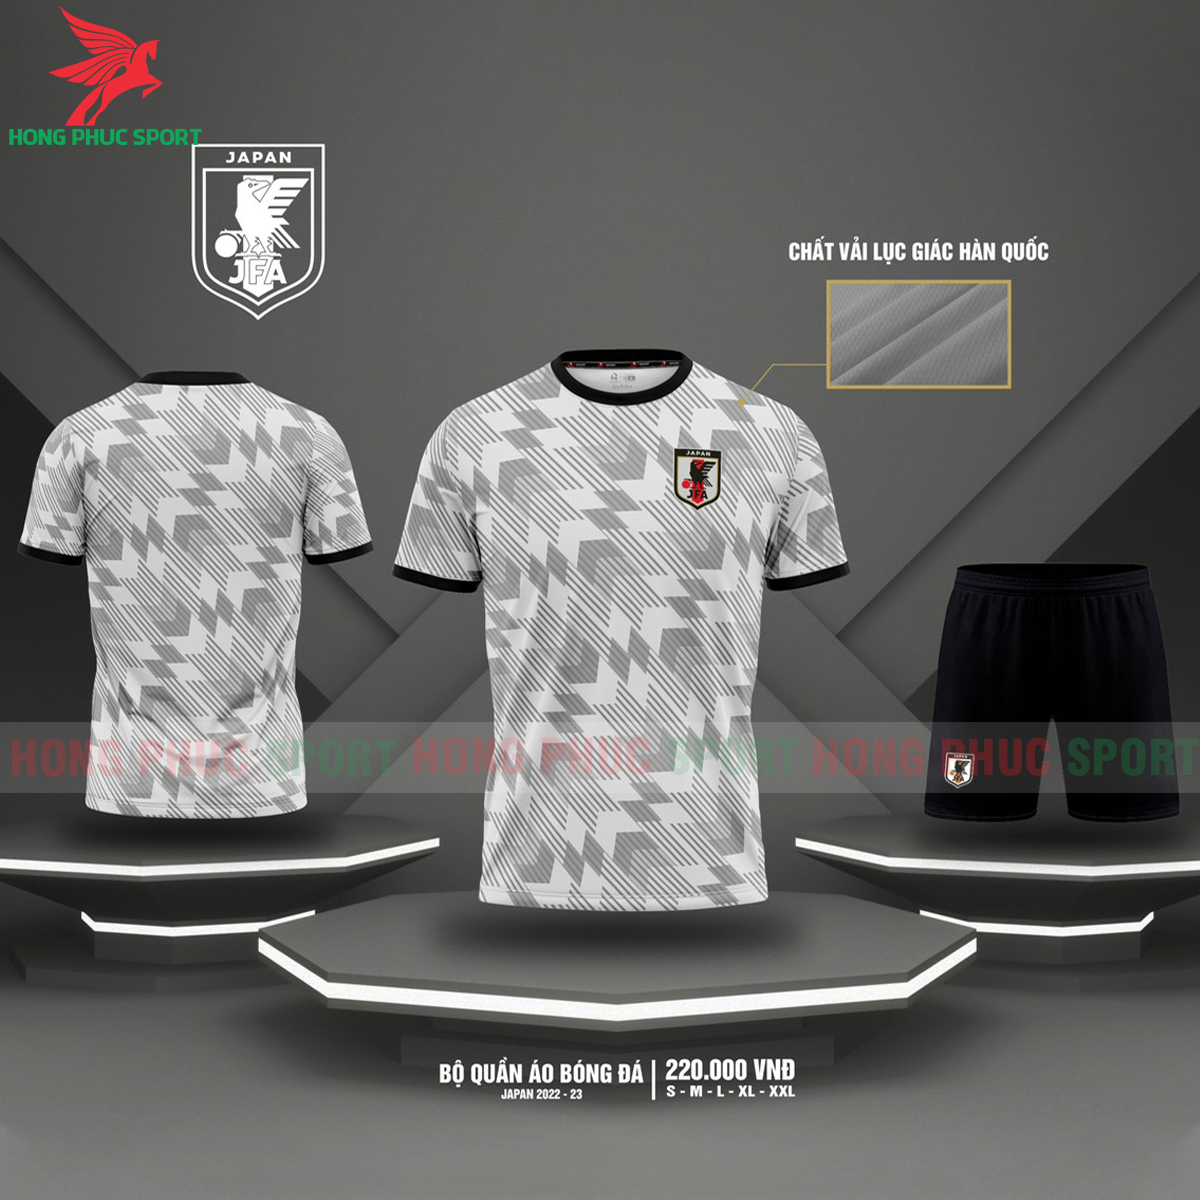 HONG PHUC SPORT
JAPAN
JFA
CHẤT VẢI LỤC GIÁC HÀN QUỐC
JAPAN
JFA
JAPAN
HONG PHUC SPORT HONG PHUC SPORT HONG PHUC SPORT
BỘ QUẦN ÁO BÓNG ĐÁ
JAPAN 2022 - 23
220.000 VNĐ
S - M - L - XL - XXL